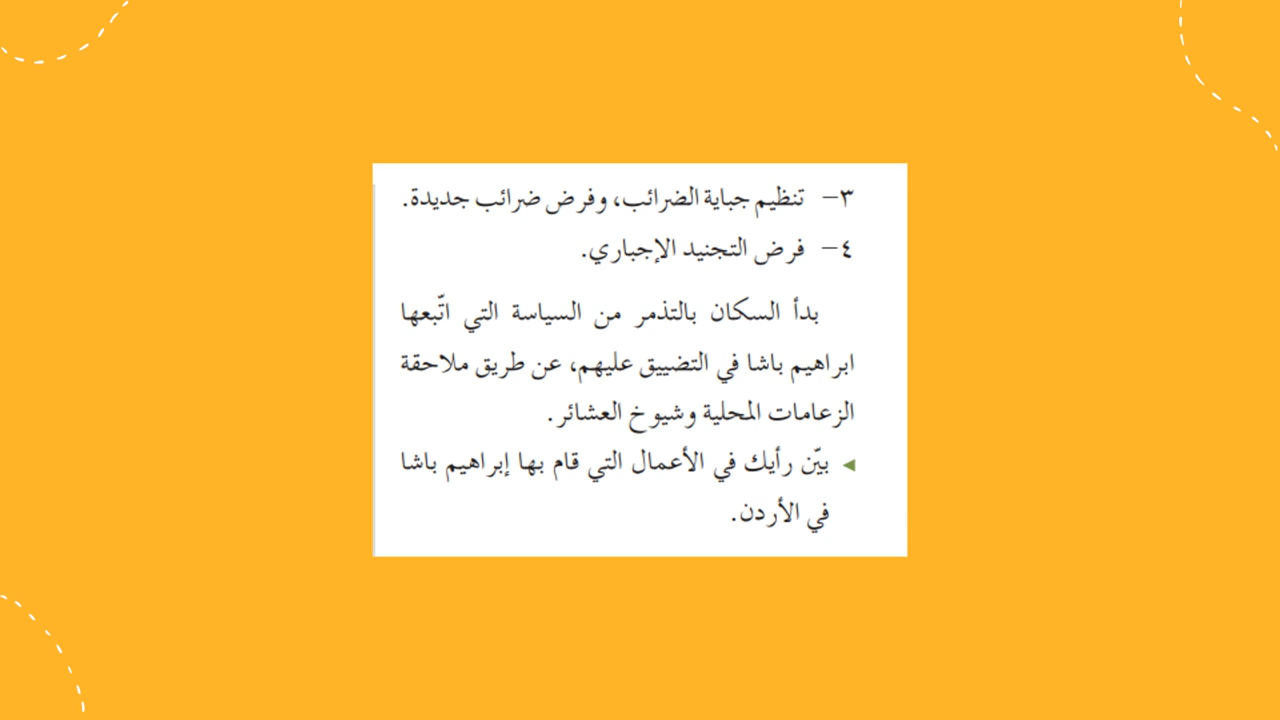 ٣– تنظيم جباية الضرائب، وفرض ضرائب جديدة.
٤– فرض التجنيد الإجباري.
بدأ السكان بالتذمر من السياسة التي اتّبعها
ابراهيم باشا في التضييق عليهم، عن طريق ملاحقة
الزعامات المحلية وشيوخ العشائر.
◄ بيّن رأيك في الأعمال التي قام بها إبراهيم باشا
في الأردن.